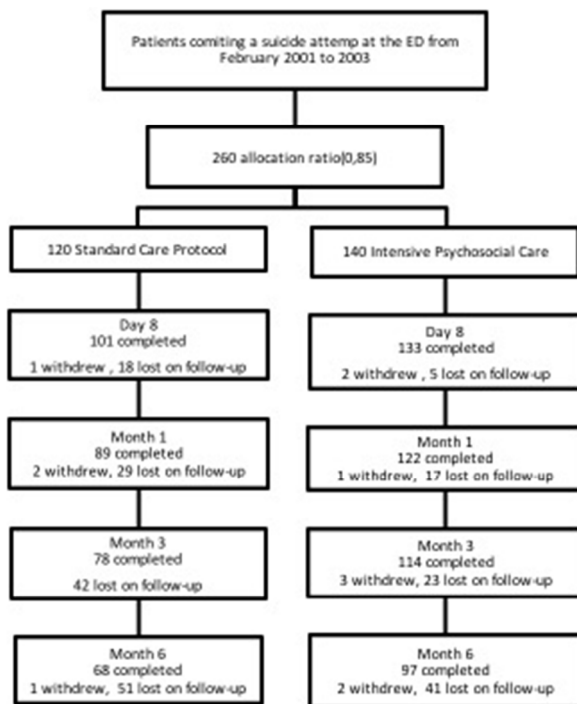 Patients comiting a suicide attemp at the ED from
February 2001 to 2003
260 allocation ratio(0,85)
120 Standard Care Protocol
140 Intensive Psychosocial Care
Day 8
101 completed
1 withdrew , 18 lost on follow-up
Day 8
133 completed
2 withdrew , 5 lost on follow-up
Month 1
89 completed
2 withdrew, 29 lost on follow-up
Month 1
122 completed
1 withdrew, 17 lost on follow-up
Month 3
78 completed
42 lost on follow-up
Month 3
114 completed
3 withdrew, 23 lost on follow-up
Month 6
68 completed
1 withdrew, 51 lost on follow-up
Month 6
97 completed
2 withdrew, 41 lost on follow-up